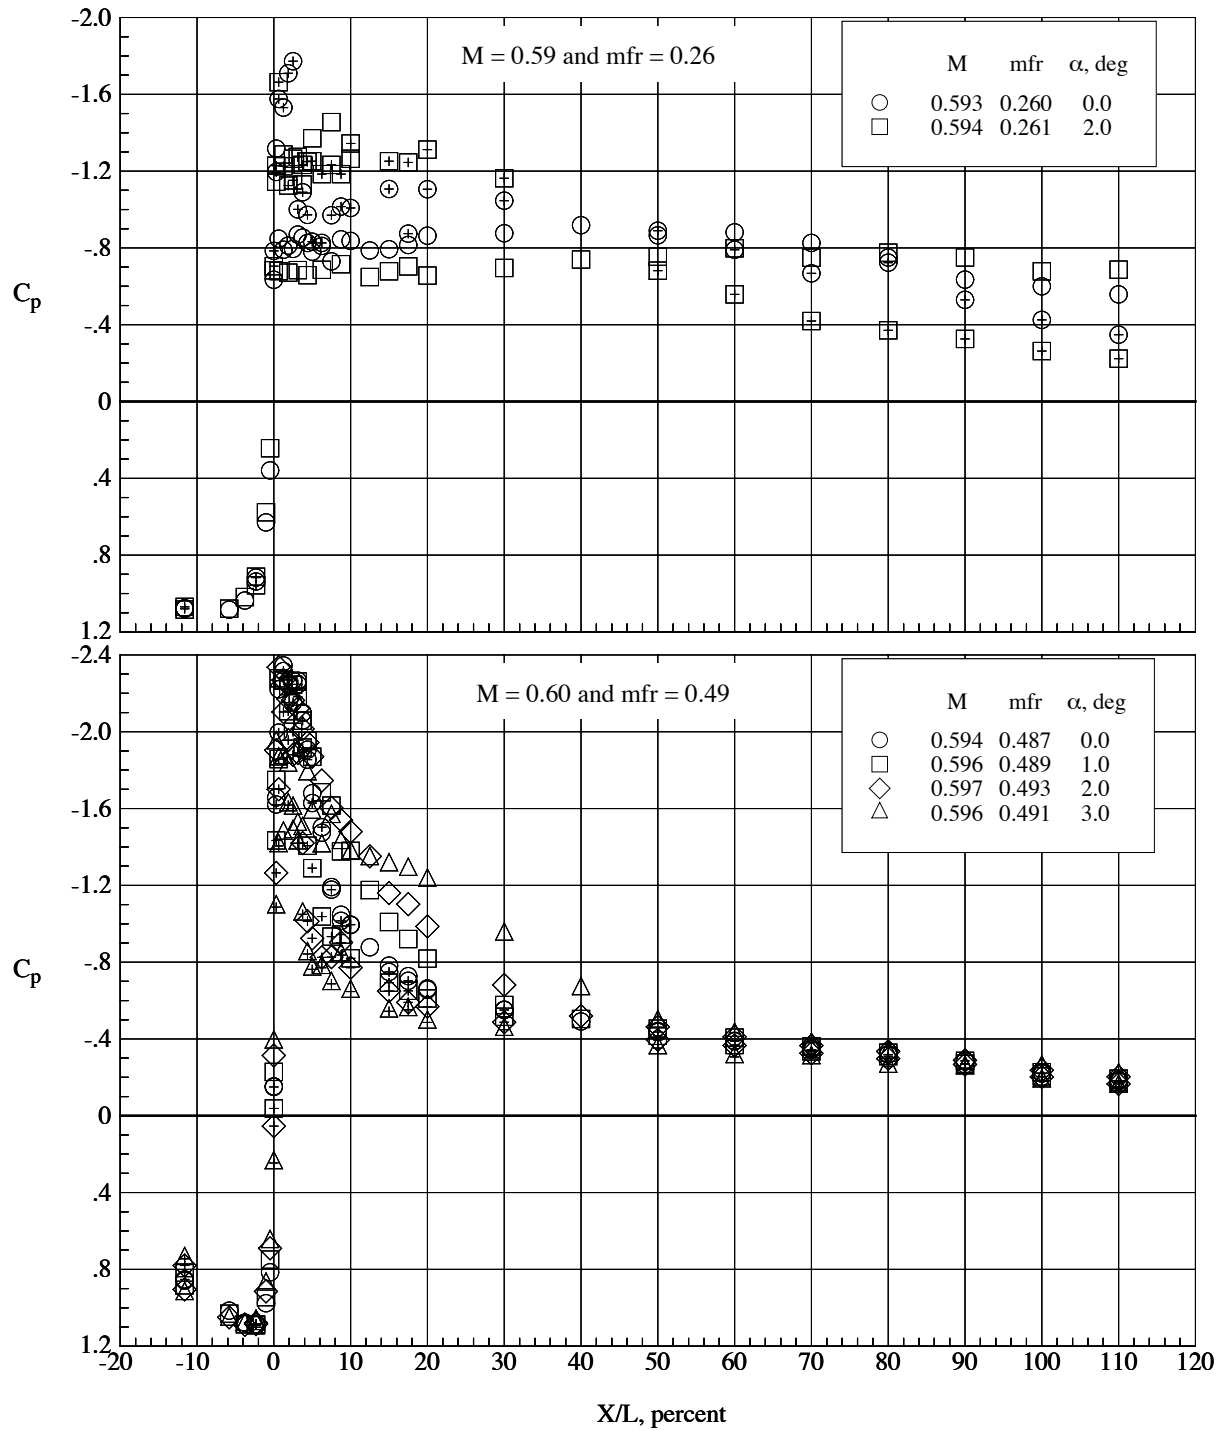 -2.0
M = 0.59 and mfr = 0.26
M mfr α, deg
0.593 0.260 0.0
0.594 0.261 2.0
-1.6
-1.2
-.8
-.4
0
.4
.8
1.2
Cp
-2.4
M = 0.60 and mfr = 0.49
M mfr α, deg
0.594 0.487 0.0
0.596 0.489 1.0
0.597 0.493 2.0
0.596 0.491 3.0
-2.0
-1.6
-1.2
-.8
-.4
0
.4
.8
1.2
Cp
-20 -10 0 10 20 30 40 50 60 70 80 90 100 110 120
X/L, percent